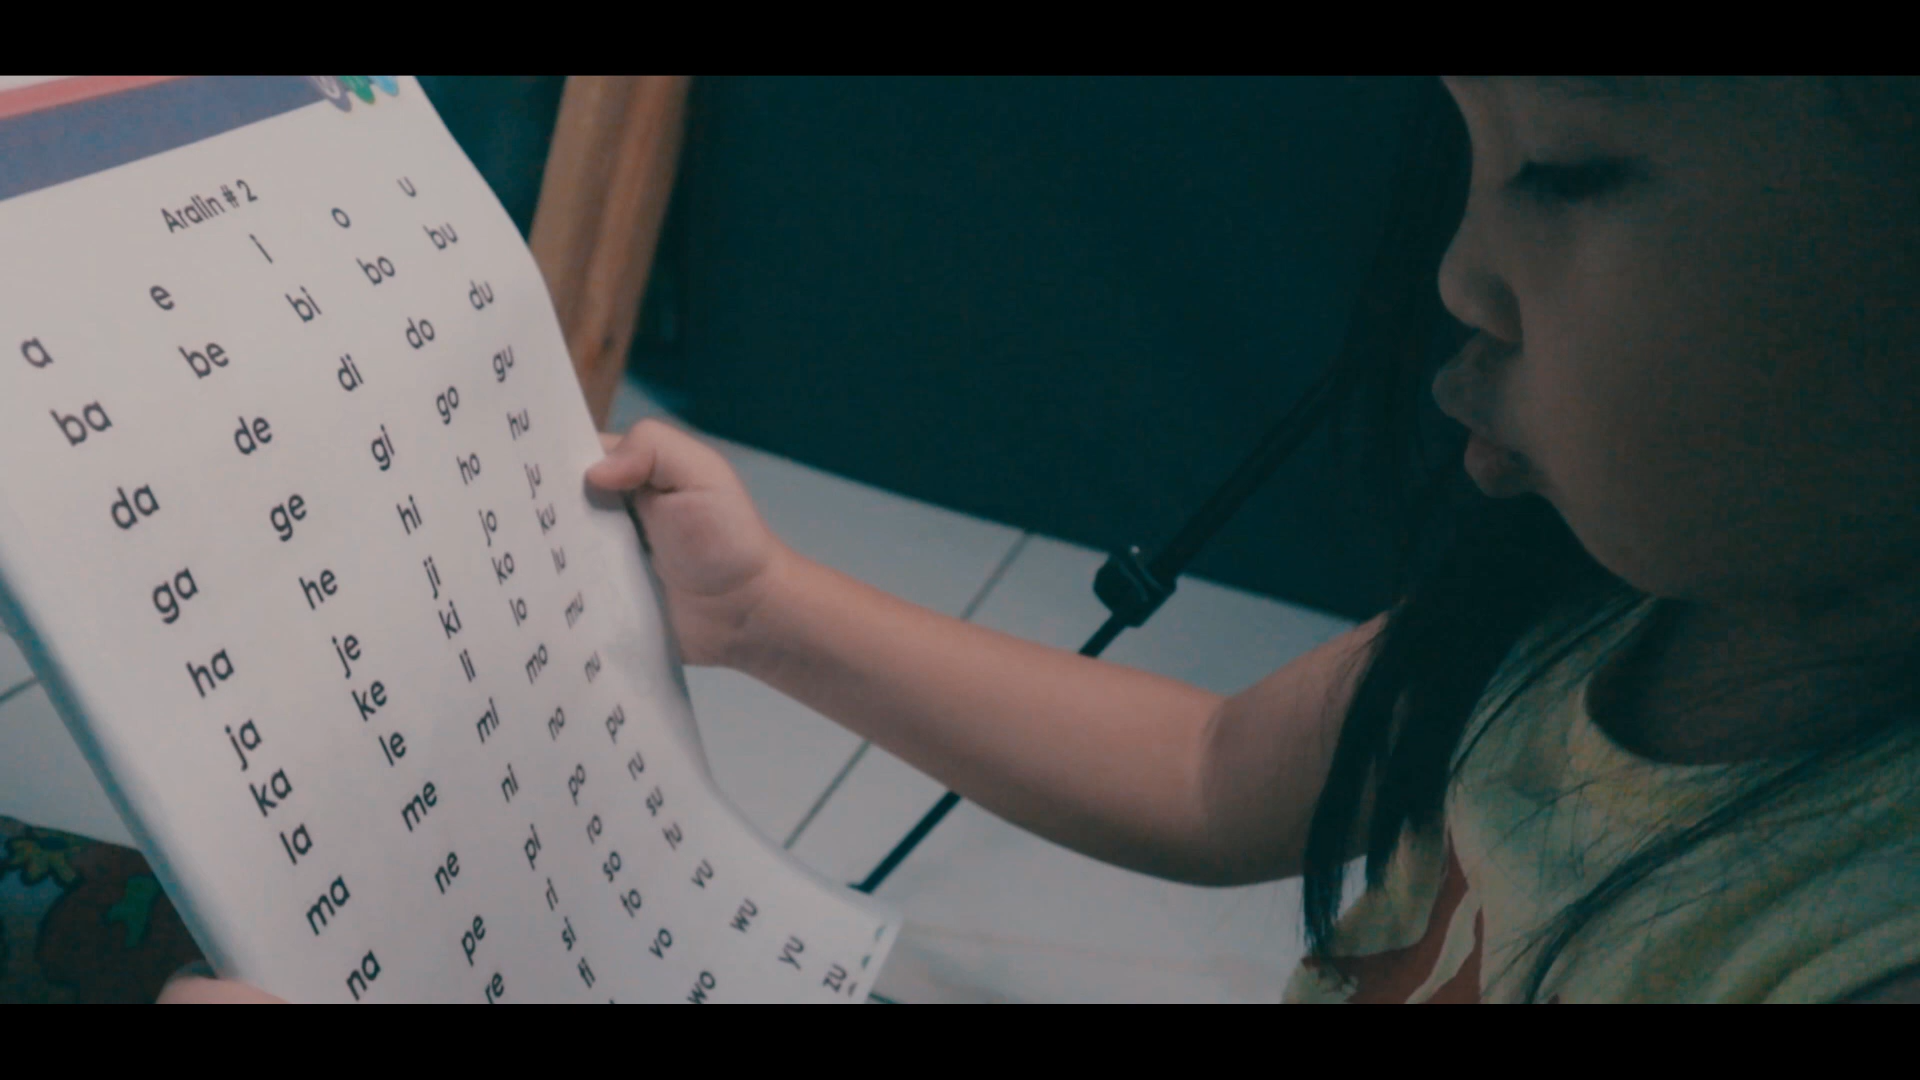 Aralin # 2
a e i o u
ba be bi bo bu
da de di do du
ga ge gi go gu
ha he hi ho hu
ja je ji jo ju
ka ke ki ko ku
la le li lo lu
ma me mi mo mu
na ne ni no nu
pe pi po pu
re ri ro ru
si so su
ti to tu
vo vu
wo wu
yu
zu